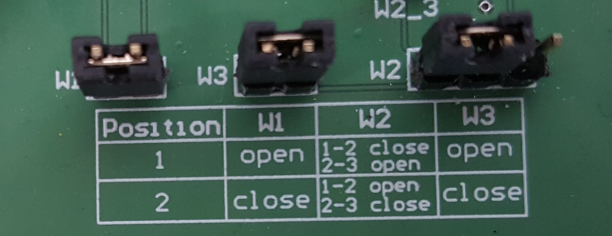 W2_3
W1 W3 W2
Position W1 W2 W3
1 open 1-2 close open
2-3 open
2 close 1-2 open close
2-3 close